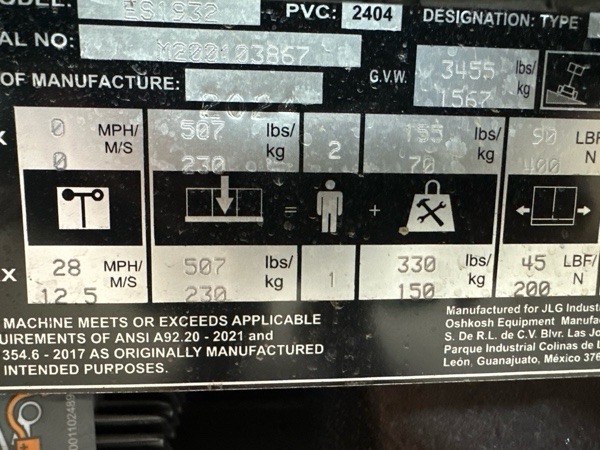 ODEL: ES1932 PVC: 2404 DESIGNATION: TYPE
AL NO: M200103867
OF MANUFACTURE: G.V.W. 3455 lbs/
1567 kg
X 0 MPH/ 507 lbs/ 2 155 lbs/ 90 LBF
0 M/S 230 kg 70 kg 400 N
= +
X 28 MPH/ 507 lbs/ 1 330 lbs/ 45 LBF/
12.5 M/S 230 kg 150 kg 200 N
MACHINE MEETS OR EXCEEDS APPLICABLE
UIREMENTS OF ANSI A92.20 - 2021 and
354.6 - 2017 AS ORIGINALLY MANUFACTURED
INTENDED PURPOSES.
Manufactured for JLG Industri
Oshkosh Equipment Manufa
S. De R.L. de C.V. Blvr. Las Jo
Parque Industrial Colinas de L
León, Guanajuato, México 376
001102489